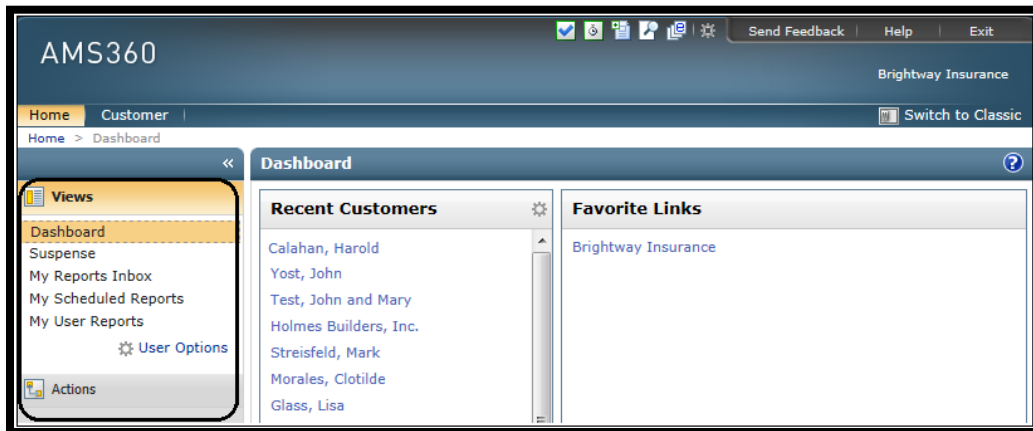 Send Feedback Help Exit
AMS360
Brightway Insurance
Home Customer Switch to Classic
Home > Dashboard
« Dashboard ?
Views
Dashboard
Suspense
My Reports Inbox
My Scheduled Reports
My User Reports
User Options
Actions
Recent Customers
Calahan, Harold
Yost, John
Test, John and Mary
Holmes Builders, Inc.
Streisfeld, Mark
Morales, Clotilde
Glass, Lisa
Favorite Links
Brightway Insurance